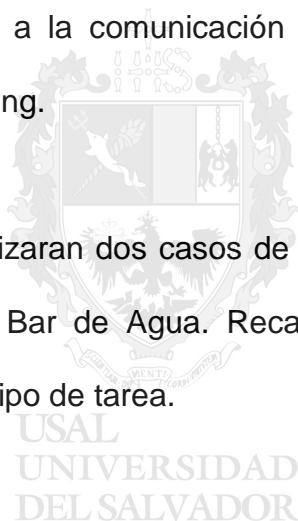 a la comunicación
ng.
izaran dos casos de
Bar de Agua. Reca
ipo de tarea.
USAL
UNIVERSIDAD
DEL SALVADOR